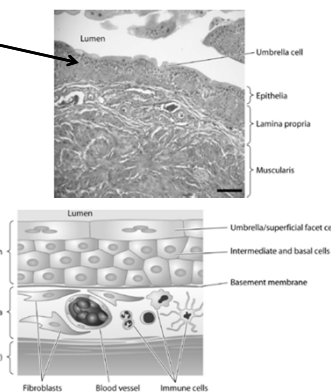 Lumen
Umbrella cell
Epithelia
Lamina propria
Muscularis
Lumen
Umbrella/superficial facet ce
Intermediate and basal cells
Basement membrane
Fibroblasts
Blood vessel
Immune cells